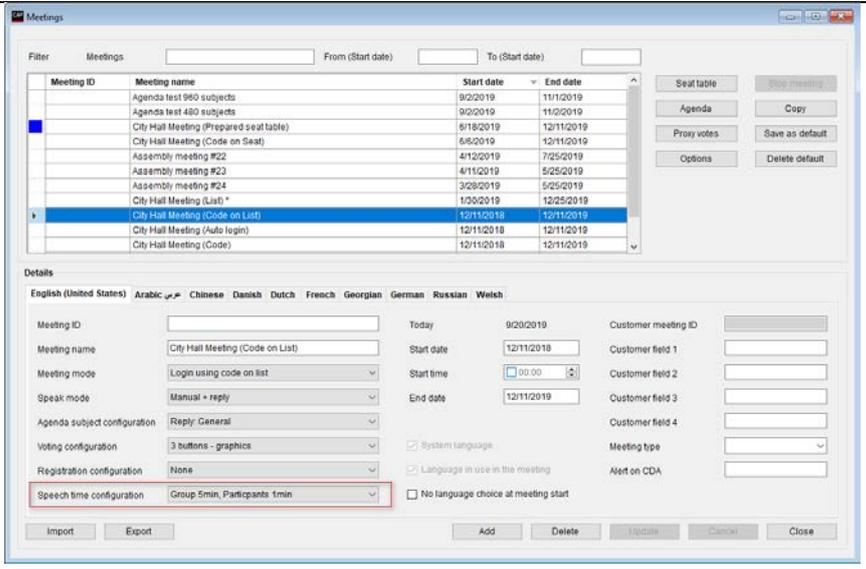 CAP Meetings
Filter Meetings From (Start date) To (Start date)
Meeting ID Meeting name Start date End date
Agenda test 960 subjects 9/2/2019 11/1/2019
Agenda test 480 subjects 9/2/2019 11/2/2019
City Hall Meeting (Prepared seat table) 6/18/2019 12/11/2019
City Hall Meeting (Code on Seat) 6/6/2019 12/11/2019
Assembly meeting #22 4/12/2019 7/25/2019
Assembly meeting #23 4/11/2019 5/25/2019
Assembly meeting #24 3/28/2019 5/25/2019
City Hall Meeting (List) * 1/30/2019 12/25/2019
City Hall Meeting (Code on List) 12/11/2018 12/11/2019
City Hall Meeting (Auto login) 12/11/2018 12/11/2019
City Hall Meeting (Code) 12/11/2018 12/11/2019
Seat table Stop meeting
Agenda Copy
Proxy votes Save as default
Options Delete default
Details
English (United States) Arabic عربي Chinese Danish Dutch French Georgian German Russian Welsh
Meeting ID Today 9/20/2019 Customer meeting ID
Meeting name City Hall Meeting (Code on List) Start date 12/11/2018 Customer field 1
Meeting mode Login using code on list Start time 00:00 Customer field 2
Speak mode Manual + reply End date 12/11/2019 Customer field 3
Agenda subject configuration Reply: General Customer field 4
Voting configuration 3 buttons - graphics System language Meeting type
Registration configuration None Language in use in the meeting Alert on CDA
Speech time configuration Group 5min, Particpants 1min No language choice at meeting start
Import Export Add Delete Update Cancel Close